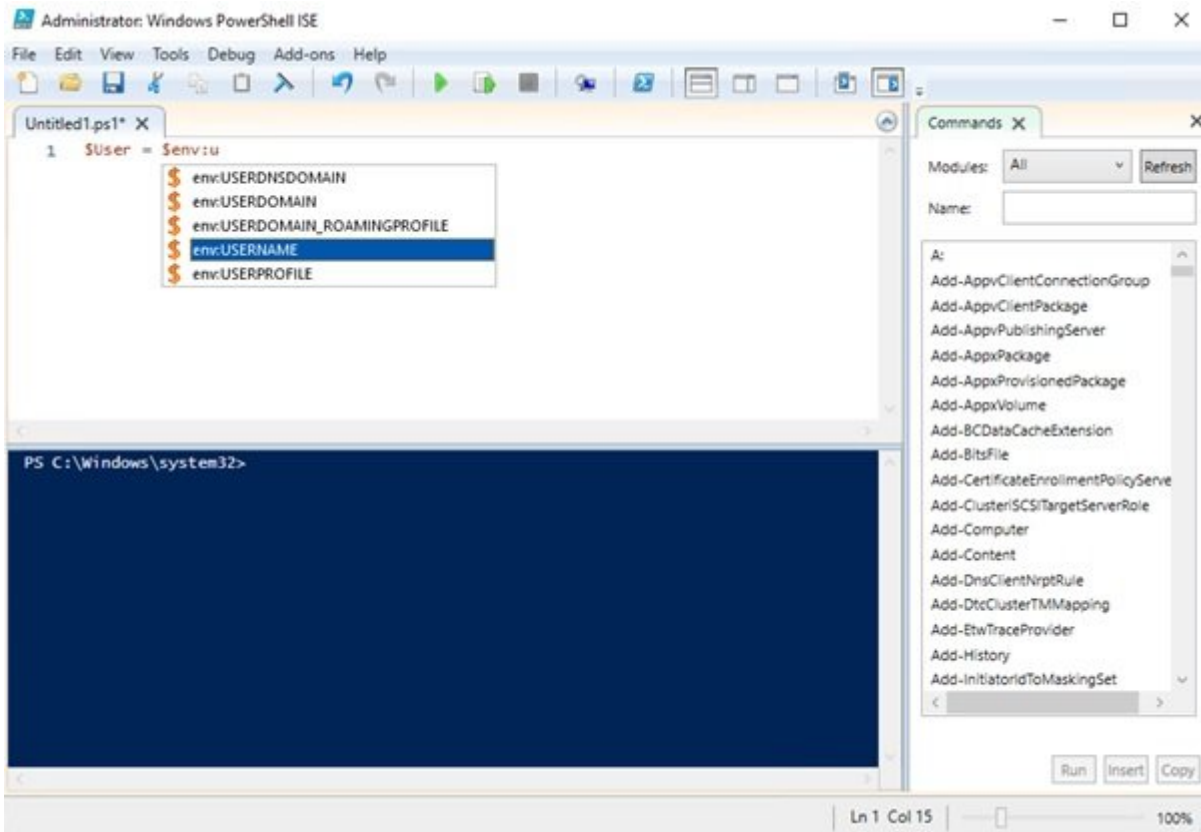 Administrator: Windows PowerShell ISE
File Edit View Tools Debug Add-ons Help
Untitled1.ps1* X
1 $User = $env:u
env:USERDNSDOMAIN
env:USERDOMAIN
env:USERDOMAIN_ROAMINGPROFILE
env:USERNAME
env:USERPROFILE
PS C:\Windows\system32>
Commands X
Modules: All Refresh
Name:
A:
Add-AppvClientConnectionGroup
Add-AppvClientPackage
Add-AppvPublishingServer
Add-AppxPackage
Add-AppxProvisionedPackage
Add-AppxVolume
Add-BCDataCacheExtension
Add-BitsFile
Add-CertificateEnrollmentPolicyServe
Add-ClusteriSCSITargetServerRole
Add-Computer
Add-Content
Add-DnsClientNrptRule
Add-DtcClusterTMMapping
Add-EtwTraceProvider
Add-History
Add-InitiatorIdToMaskingSet
Run Insert Copy
Ln 1 Col 15 100%